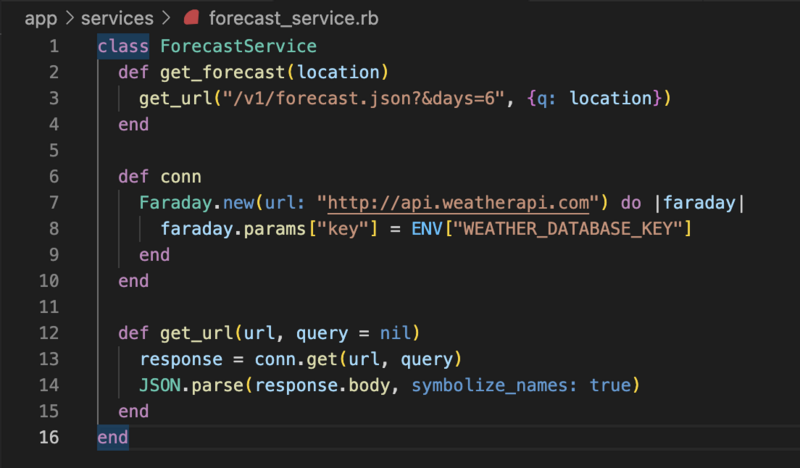 app > services > forecast_service.rb
1 class ForecastService
2   def get_forecast(location)
3     get_url("/v1/forecast.json?&days=6", {q: location})
4   end
5
6   def conn
7     Faraday.new(url: "http://api.weatherapi.com") do |faraday|
8       faraday.params["key"] = ENV["WEATHER_DATABASE_KEY"]
9     end
10   end
11
12   def get_url(url, query = nil)
13     response = conn.get(url, query)
14     JSON.parse(response.body, symbolize_names: true)
15   end
16 end